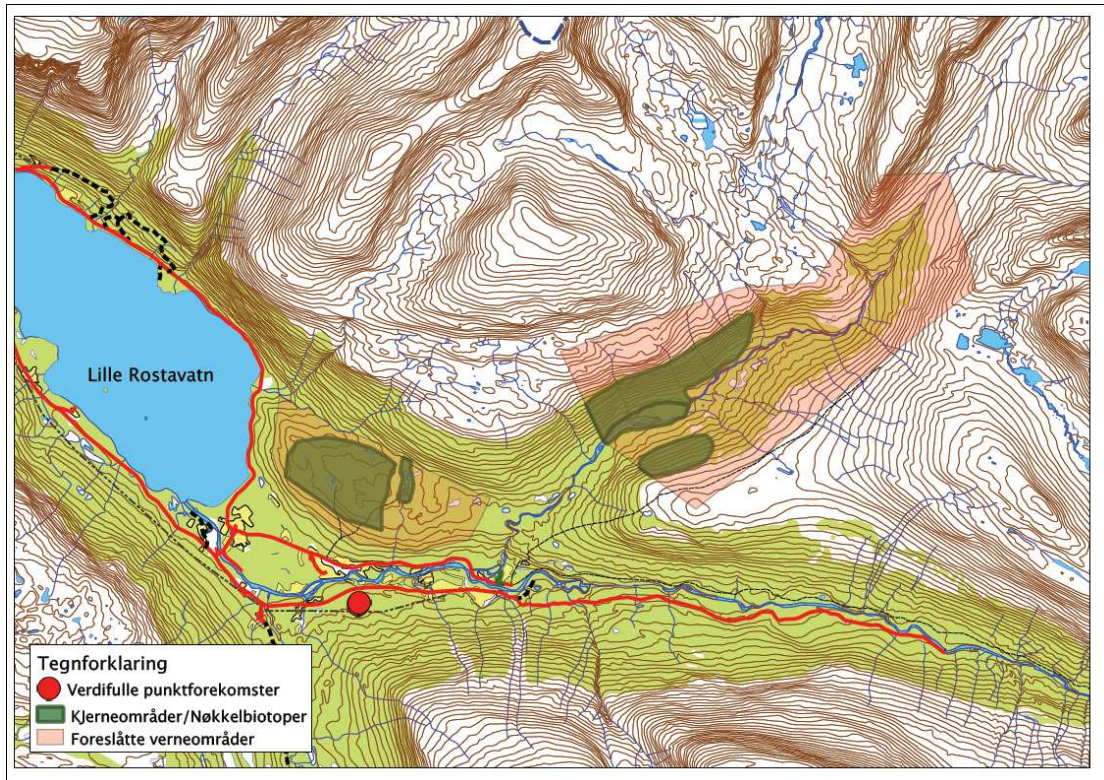 Lille Rostavatn
Tegnforklaring
Verdifulle punktforekomster
KJerneområder/Nøkkelbiotoper
Foreslåtte verneområder